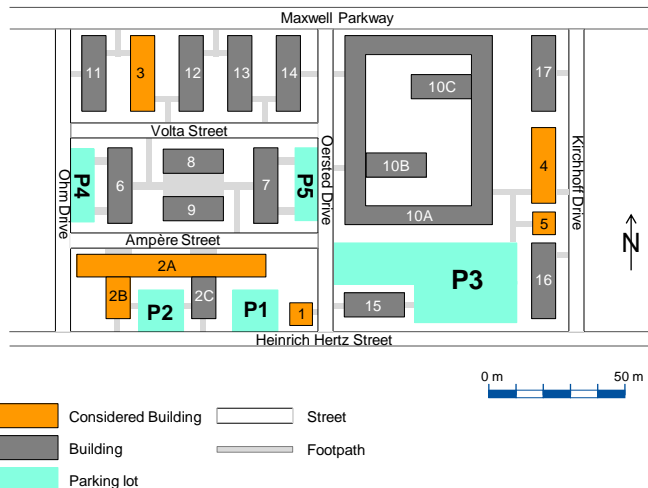 Maxwell Parkway
11
3
12
13
14
10C
17
Volta Street
Ohm Drive
P4
6
8
9
7
P5
Oersted Drive
10B
10A
4
5
Kirchhoff Drive
N
Ampère Street
2A
2B
P2
2C
P1
1
15
P3
16
Heinrich Hertz Street
0 m
50 m
Considered Building
Street
Building
Footpath
Parking lot